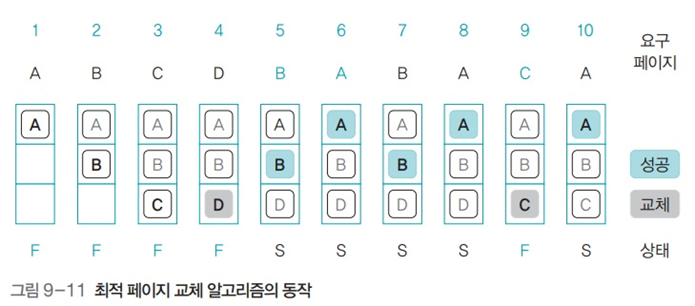 1 2 3 4 5 6 7 8 9 10 요구
A B C D B A B A C A 페이지
A A A A A A A A A A
B B B B B B B B B 성공
C D D D D D C C 교체
F F F F S S S S F S 상태
그림 9-11 최적 페이지 교체 알고리즘의 동작